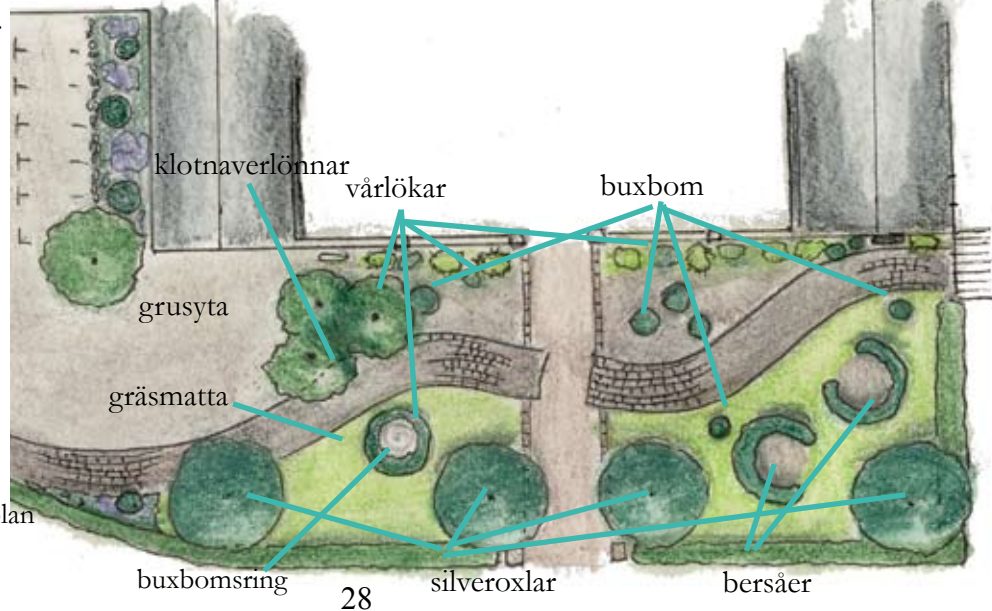 klotnaverlönnar
vårlökar
buxbom
grusyta
gräsmatta
lan
buxbomsring
silveroxlar
bersåer
28